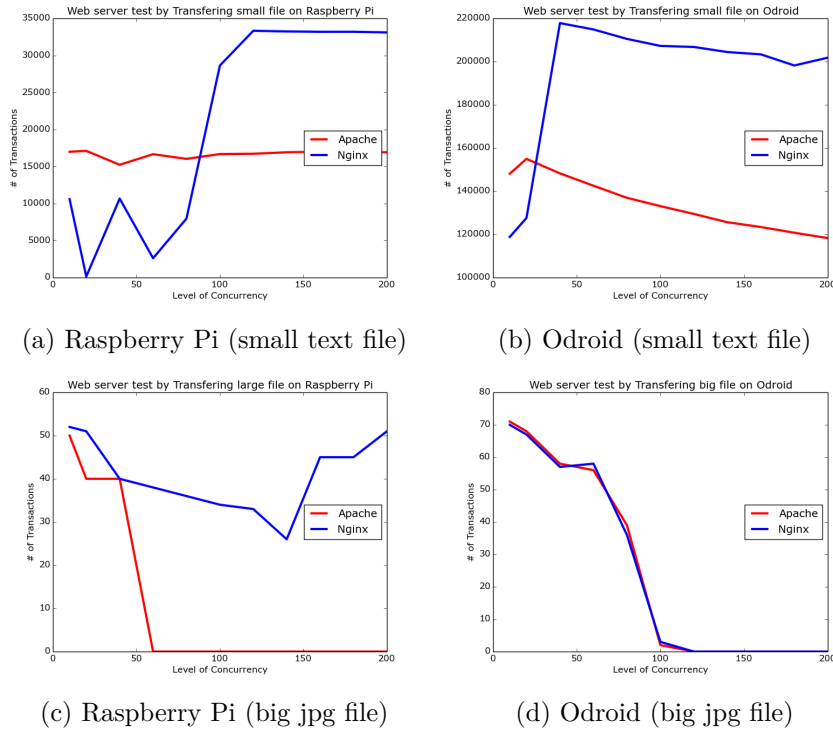 Web server test by Transfering small file on Raspberry Pi
35000
30000
25000
20000
15000
10000
5000
0
# of Transactions
Apache
Nginx
0 50 100 150 200
Level of Concurrency
(a) Raspberry Pi (small text file)
Web server test by Transfering small file on Odroid
220000
200000
180000
160000
140000
120000
100000
# of Transactions
Apache
Nginx
0 50 100 150 200
Level of Concurrency
(b) Odroid (small text file)
Web server test by Transfering large file on Raspberry Pi
60
50
40
30
20
10
0
# of Transactions
Apache
Nginx
0 50 100 150 200
Level of Concurrency
(c) Raspberry Pi (big jpg file)
Web server test by Transfering big file on Odroid
80
70
60
50
40
30
20
10
0
# of Transactions
Apache
Nginx
0 50 100 150 200
Level of Concurrency
(d) Odroid (big jpg file)